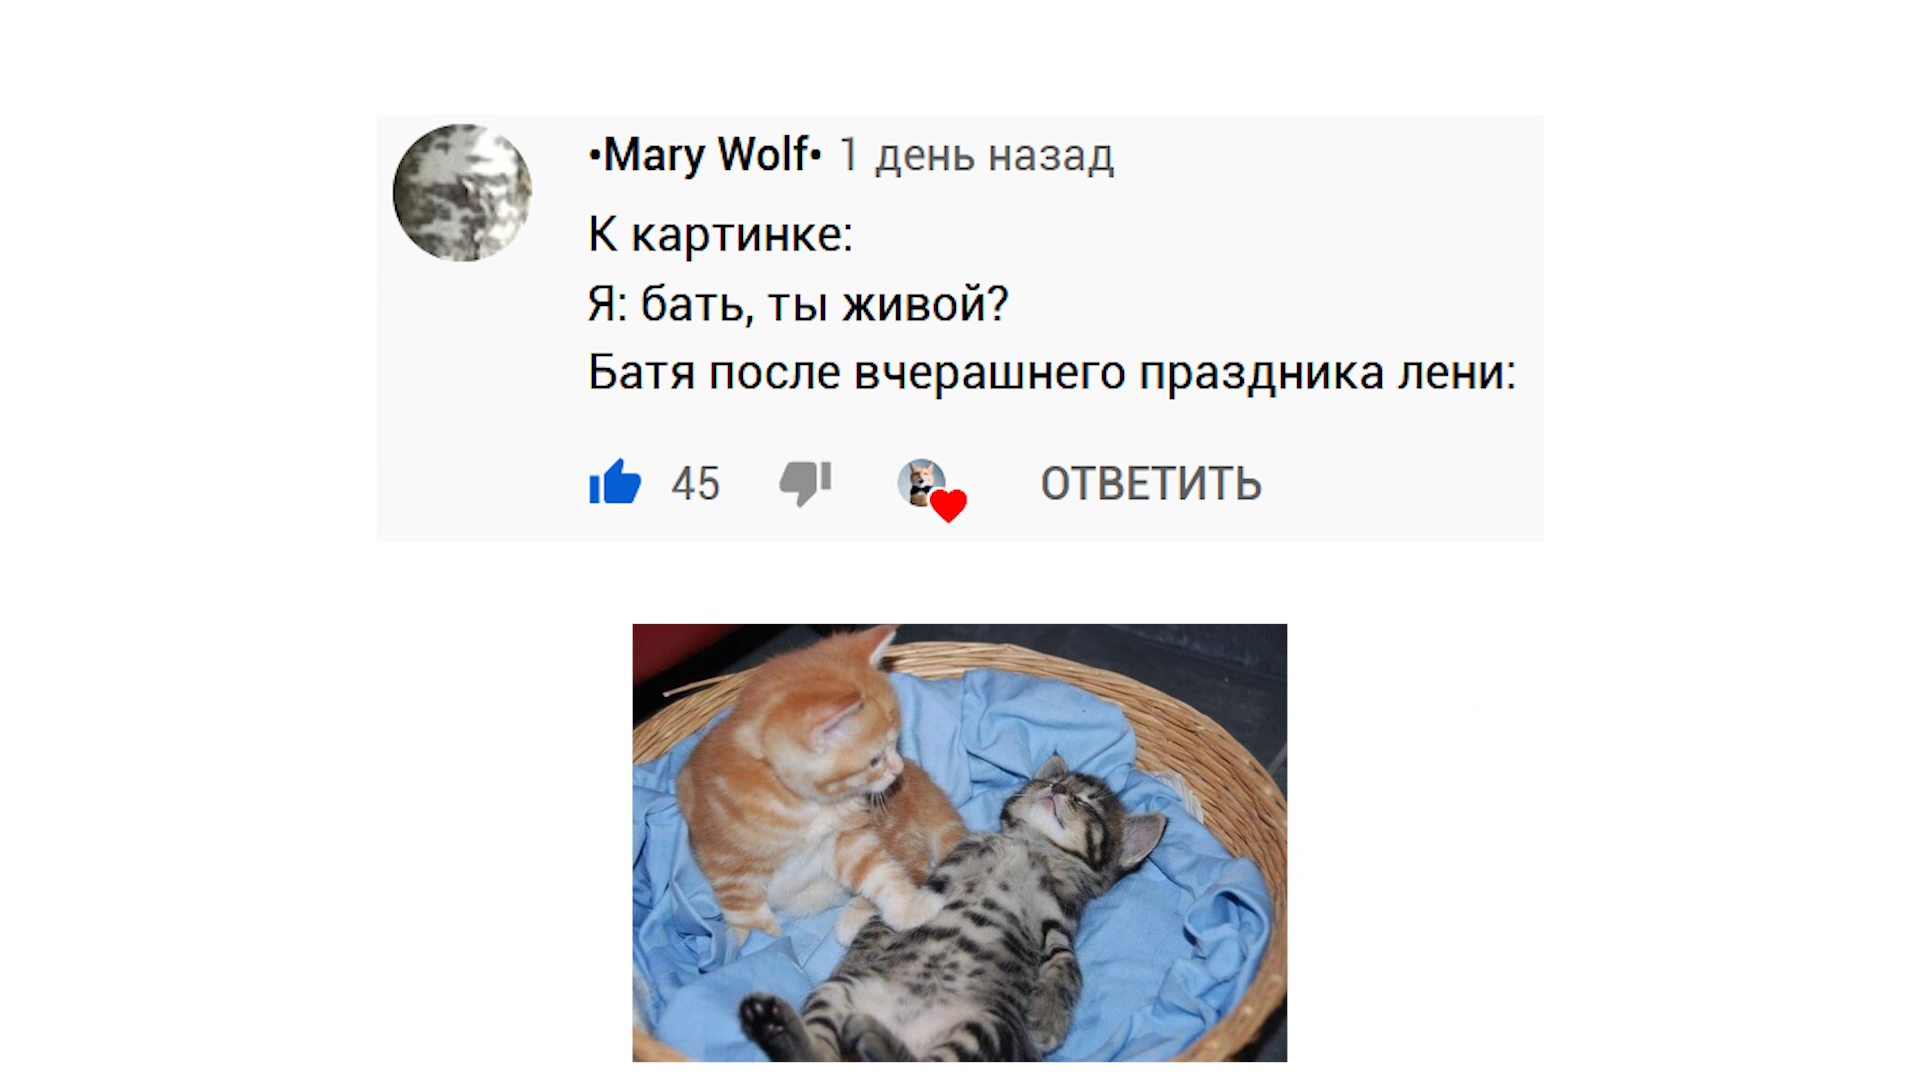 •Mary Wolf• 1 день назад
К картинке:
Я: бать, ты живой?
Батя после вчерашнего праздника лени:
45 ОТВЕТИТЬ